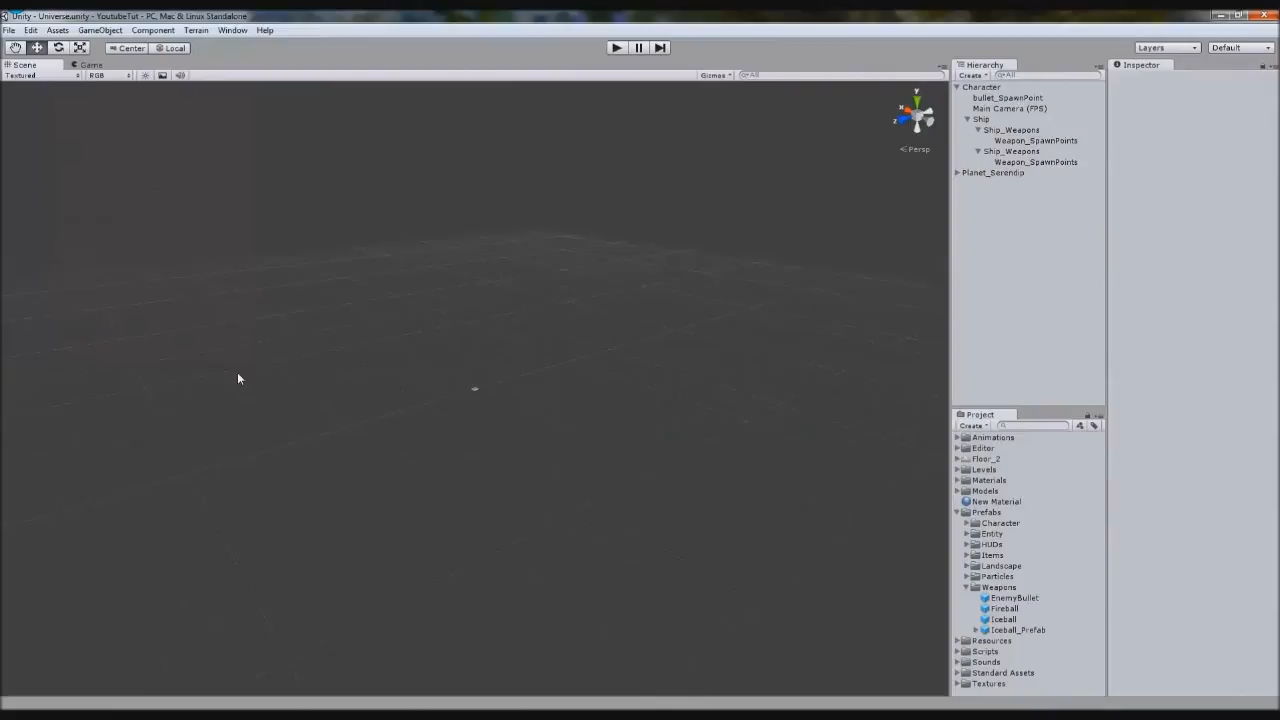 Unity - Universe.unity - YoutubeTut - PC, Mac & Linux Standalone
File Edit Assets GameObject Component Terrain Window Help
Center Local Layers Default
Scene Game
Textured RGB Gizmos All
y
x
z
Persp
Hierarchy
Create All
Character
bullet_SpawnPoint
Main Camera (FPS)
Ship
Ship_Weapons
Weapon_SpawnPoints
Ship_Weapons
Weapon_SpawnPoints
Planet_Serendip
Project
Create
Animations
Editor
Floor_2
Levels
Materials
Models
New Material
Prefabs
Character
Entity
HUDs
Items
Landscape
Particles
Weapons
EnemyBullet
Fireball
Iceball
Iceball_Prefab
Resources
Scripts
Sounds
Standard Assets
Textures
Inspector